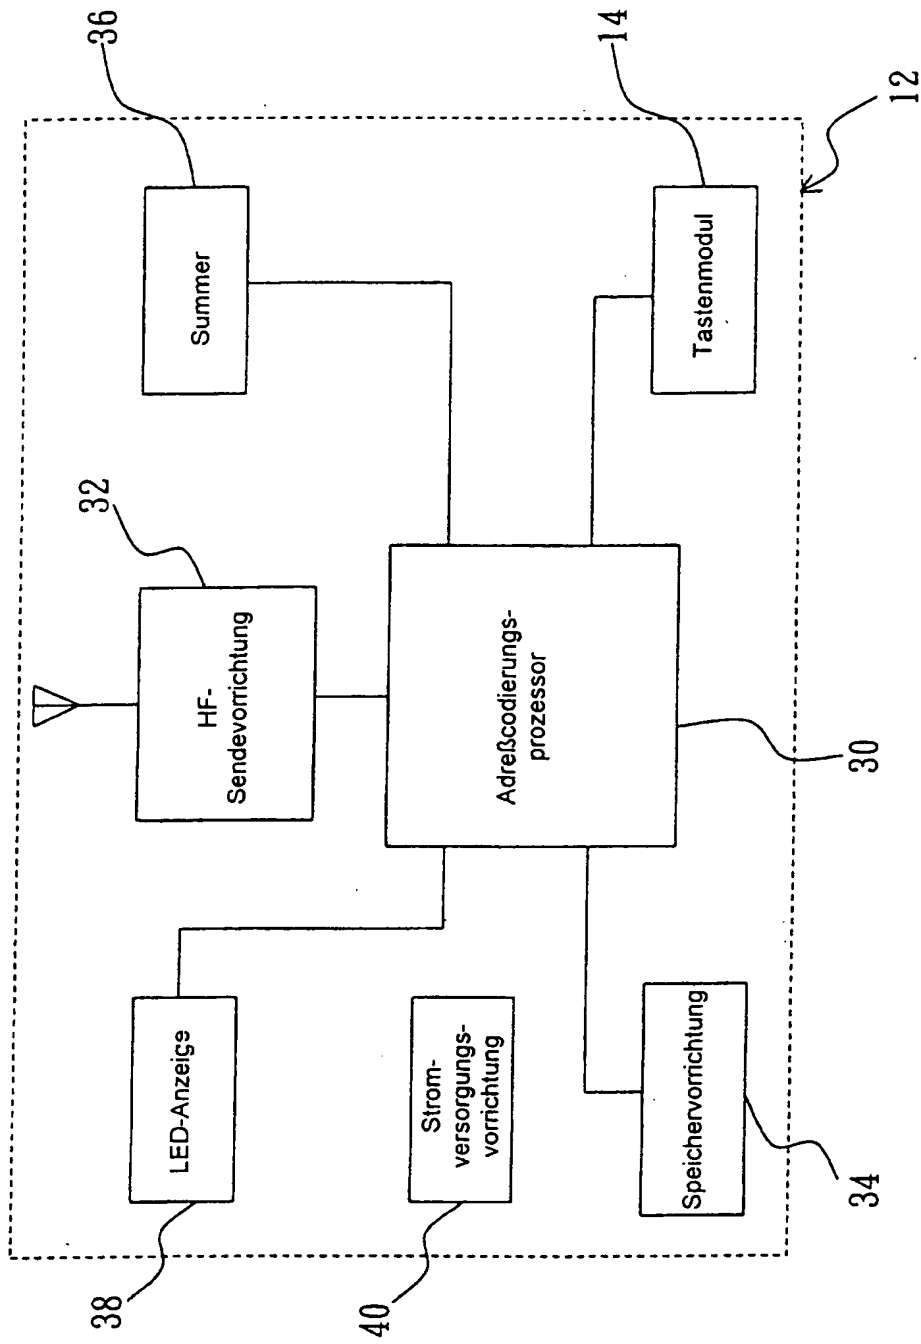 38
32
36
LED-Anzeige
HF-
Sendevorrichtung
Summer
40
Strom-
versorgungs-
vorrichtung
Adreßcodierungs-
prozessor
14
Speichervorrichtung
Tastenmodul
34
30
12